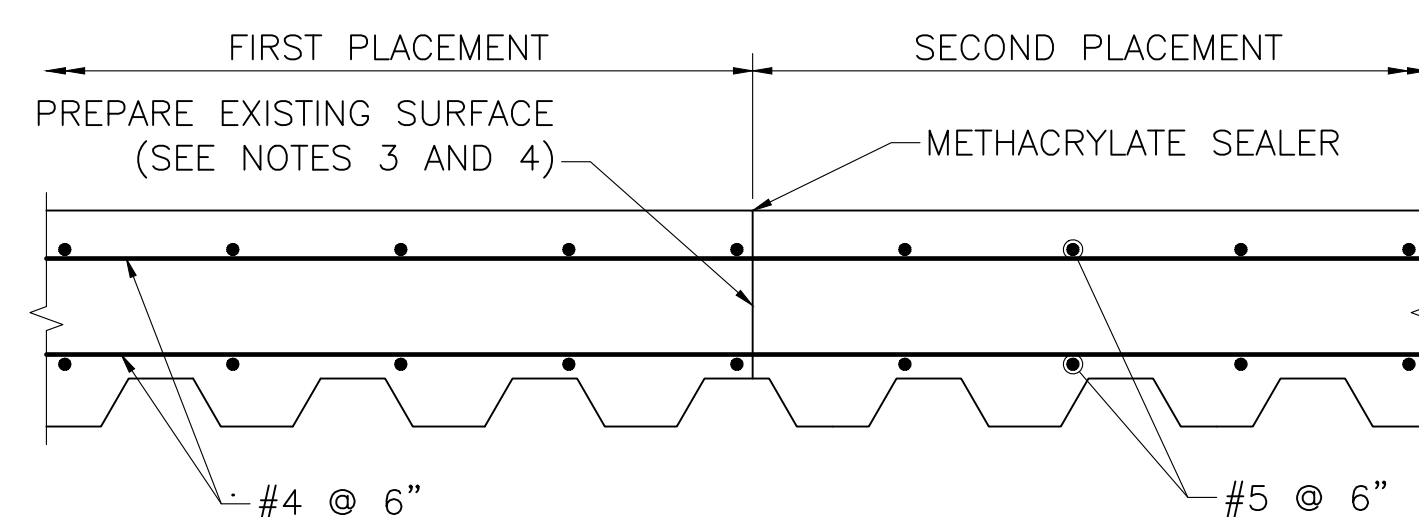 FIRST PLACEMENT
SECOND PLACEMENT
PREPARE EXISTING SURFACE
(SEE NOTES 3 AND 4)
METHACRYLATE SEALER
#4 @ 6”
#5 @ 6”